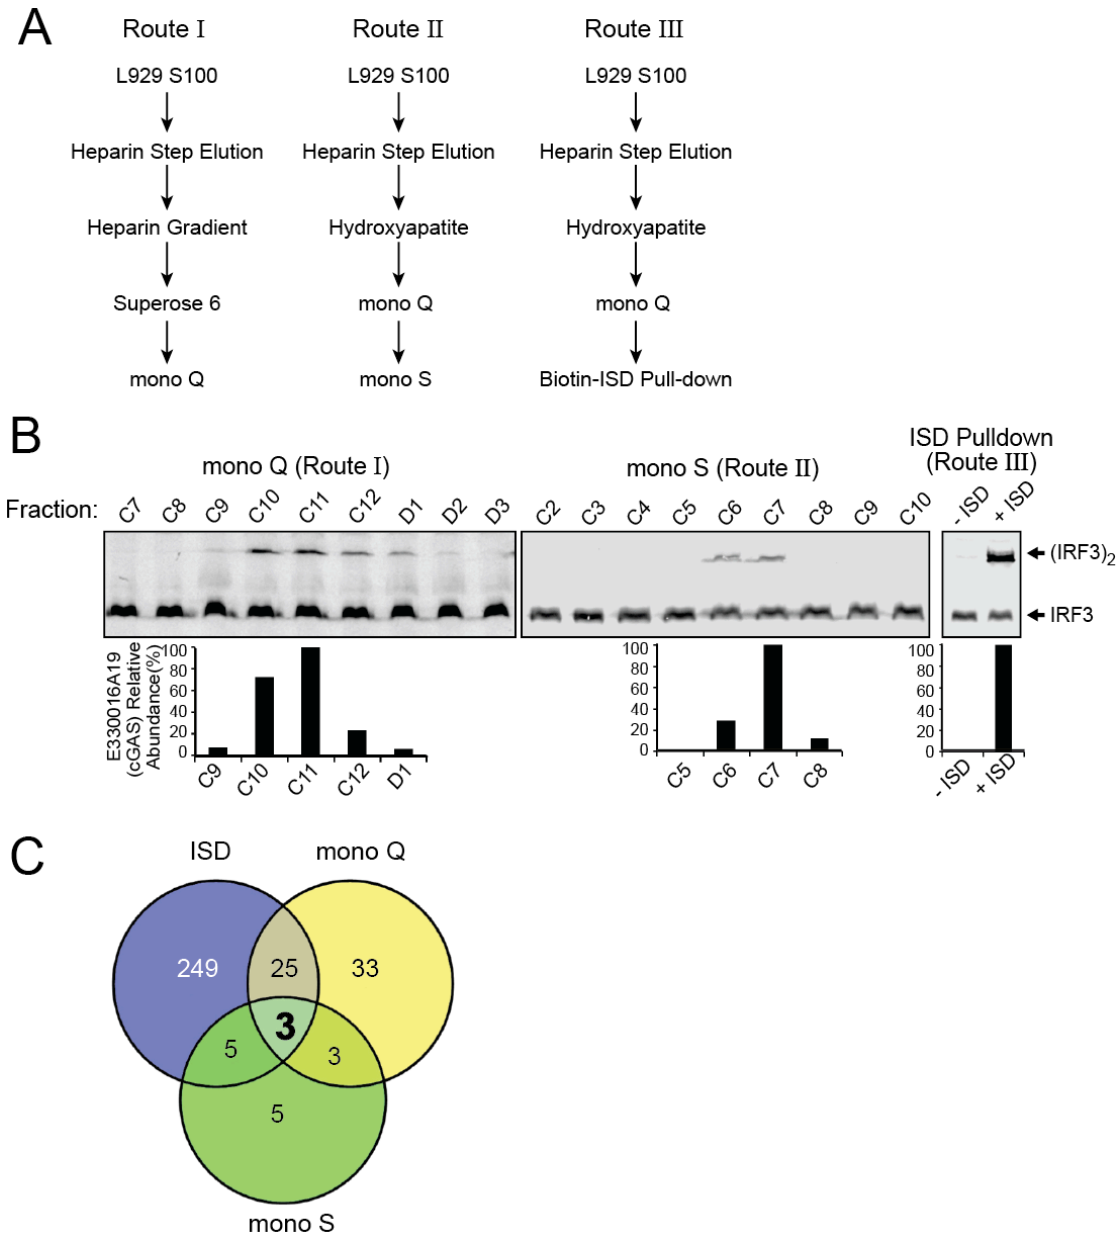 A
Route I Route II Route III
L929 S100 L929 S100 L929 S100
Heparin Step Elution Heparin Step Elution Heparin Step Elution
Heparin Gradient Hydroxyapatite Hydroxyapatite
Superose 6 mono Q mono Q
mono Q mono S Biotin-ISD Pull-down
B
mono Q (Route I) mono S (Route II) ISD Pulldown
(Route III)
Fraction: C7 C8 C9 C10 C11 C12 D1 D2 D3 C2 C3 C4 C5 C6 C7 C8 C9 C10 - ISD + ISD
(IRF3)2
IRF3
E330016A19
(cGAS) Relative
Abundance(%)
100 100 100
80 80 80
60 60 60
40 40 40
20 20 20
0 0 0
C9 C10 C11 C12 D1 C5 C6 C7 C8 - ISD + ISD
C
ISD mono Q
249 25 33
3
5 3
5
mono S